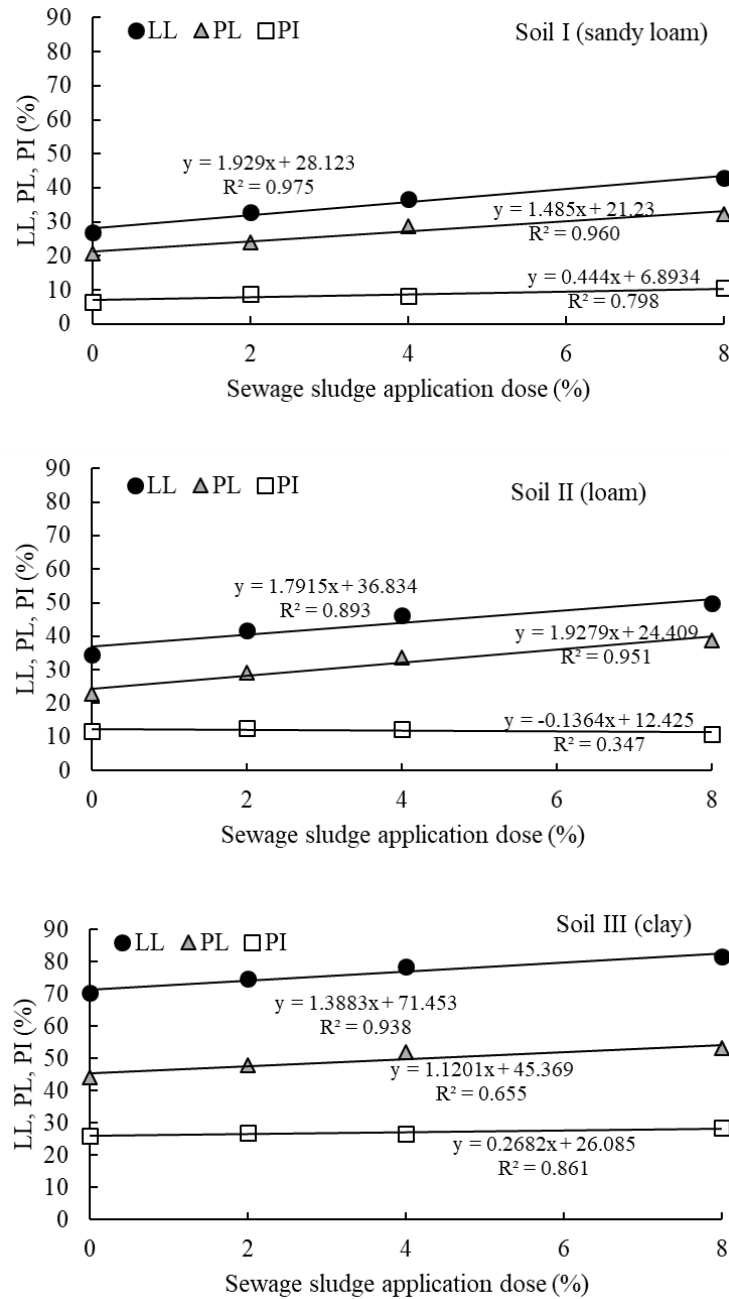 LL PL PI
Soil I (sandy loam)
LL, PL, PI (%)
90
80
70
60
50
40
30
20
10
0
y = 1.929x + 28.123
R² = 0.975
y = 1.485x + 21.23
R² = 0.960
y = 0.444x + 6.8934
R² = 0.798
0 2 4 6 8
Sewage sludge application dose (%)
LL PL PI
Soil II (loam)
LL, PL, PI (%)
90
80
70
60
50
40
30
20
10
0
y = 1.7915x + 36.834
R² = 0.893
y = 1.9279x + 24.409
R² = 0.951
y = -0.1364x + 12.425
R² = 0.347
0 2 4 6 8
Sewage sludge application dose (%)
LL PL PI
Soil III (clay)
LL, PL, PI (%)
90
80
70
60
50
40
30
20
10
0
y = 1.3883x + 71.453
R² = 0.938
y = 1.1201x + 45.369
R² = 0.655
y = 0.2682x + 26.085
R² = 0.861
0 2 4 6 8
Sewage sludge application dose (%)